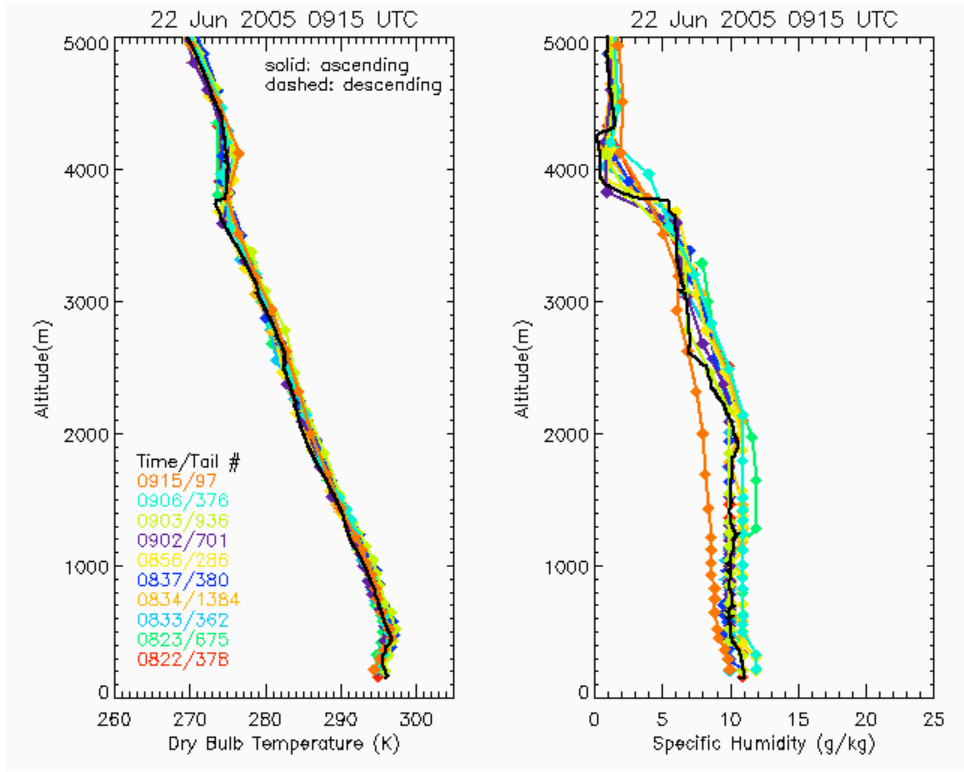 22 Jun 2005 0915 UTC
5000
4000
3000
2000
1000
0
Altitude(m)
solid: ascending
dashed: descending
Time/Tail #
0915/97
0906/376
0903/936
0902/701
0856/286
0837/380
0834/1384
0833/362
0823/675
0822/378
260 270 280 290 300
Dry Bulb Temperature (K)
22 Jun 2005 0915 UTC
5000
4000
3000
2000
1000
0
Altitude(m)
0 5 10 15 20 25
Specific Humidity (g/kg)